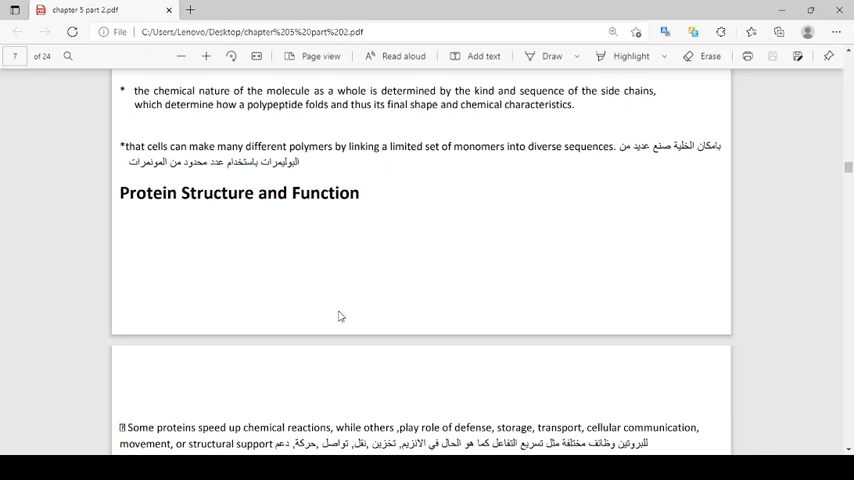 chapter 5 part 2.pdf
File
C:/Users/Lenovo/Desktop/chapter%205%20part%202.pdf
7 of 24
Page view
Read aloud
Add text
Draw
Highlight
Erase
* the chemical nature of the molecule as a whole is determined by the kind and sequence of the side chains,
which determine how a polypeptide folds and thus its final shape and chemical characteristics.
*that cells can make many different polymers by linking a limited set of monomers into diverse sequences. بامكان الخلية صنع عديد من
البوليمرات باستخدام عدد محدود من المونمرات
Protein Structure and Function
Some proteins speed up chemical reactions, while others ,play role of defense, storage, transport, cellular communication,
movement, or structural support للبروتين وظائف مختلفة مثل تسريع التفاعل كما هو الحال في الانزيم, تخزين ,نقل, تواصل ,حركة, دعم